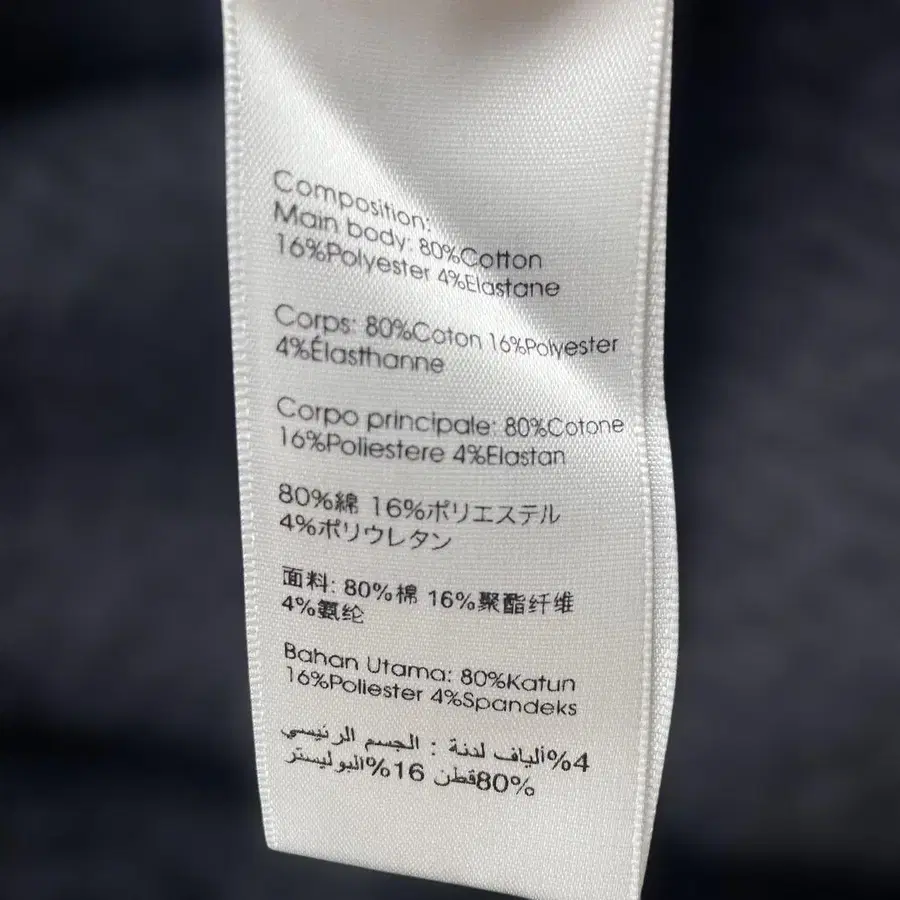 Composition:
Main body: 80%Cotton
16%Polyester 4%Elastane
Corps: 80%Coton 16%Polyester
4%Élasthanne
Corpo principale: 80%Cotone
16%Poliestere 4%Elastan
80%綿 16%ポリエステル
4%ポリウレタン
面料: 80%棉 16%聚酯纤维
4%氨纶
Bahan Utama: 80%Katun
16%Poliester 4%Spandeks
4%ألياف لدنة : الجسم الرئيسي
80%قطن 16%البوليستر